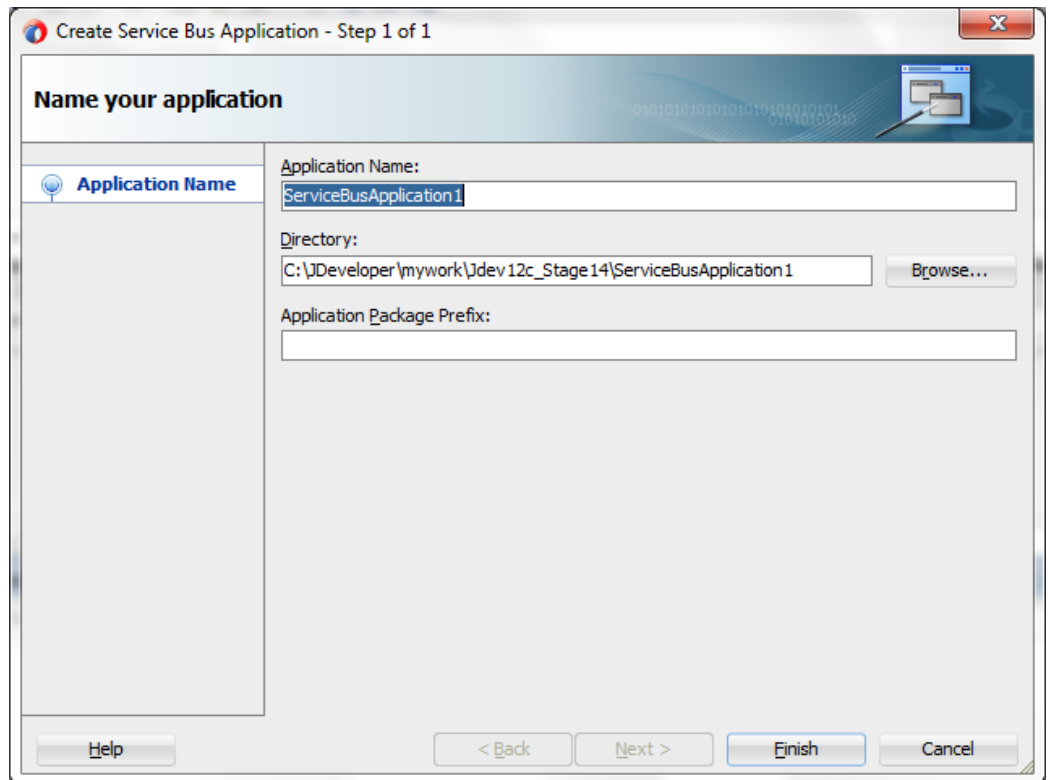 Create Service Bus Application - Step 1 of 1
Name your application
Application Name
Application Name:
ServiceBusApplication1
Directory:
C:\JDeveloper\mywork\Jdev12c_Stage14\ServiceBusApplication1
Browse...
Application Package Prefix:
Help
< Back
Next >
Finish
Cancel